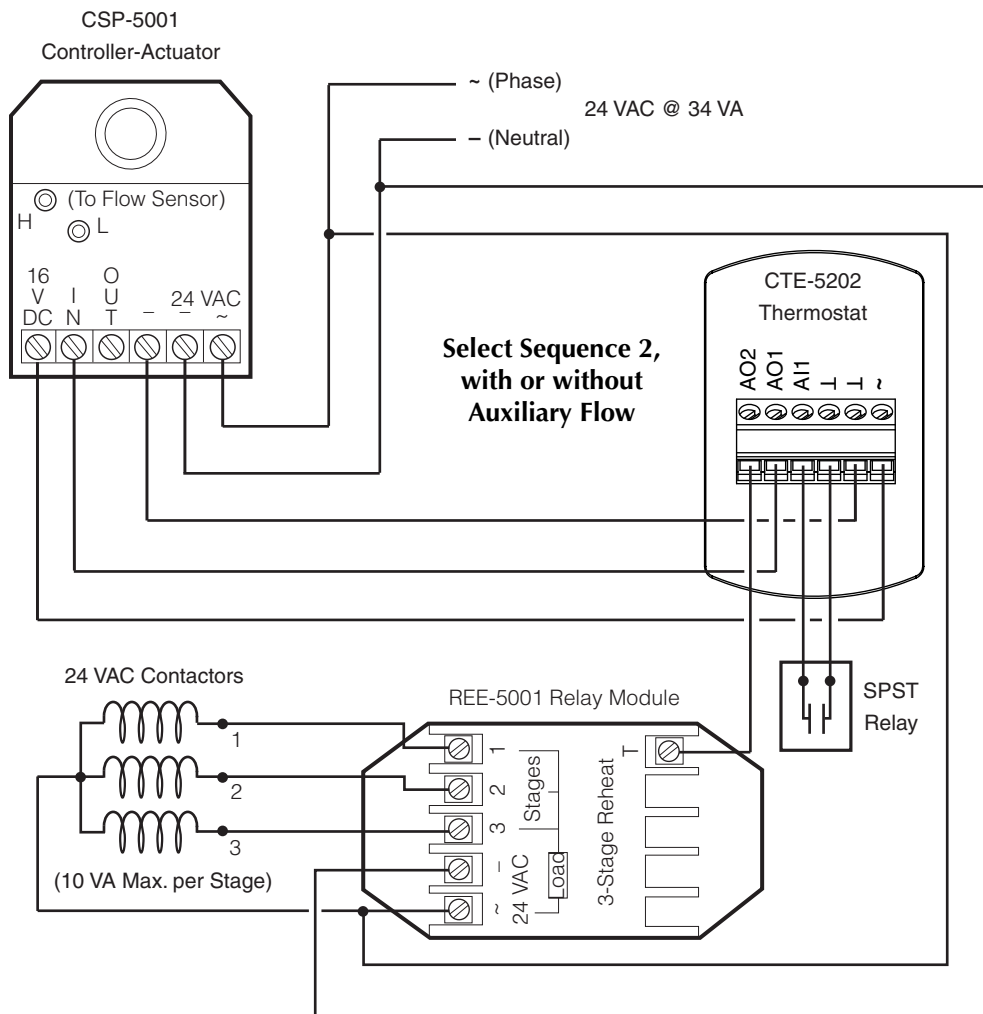 CSP-5001
Controller-Actuator
~ (Phase)
24 VAC @ 34 VA
– (Neutral)
(To Flow Sensor)
H
L
16 V DC
IN
OUT
–
24 VAC
–
~
CTE-5202
Thermostat
AO2
AO1
AI1
⊥
⊥
~
Select Sequence 2,
with or without
Auxiliary Flow
24 VAC Contactors
1
2
3
(10 VA Max. per Stage)
REE-5001 Relay Module
1
2
3
–
~
Stages
24 VAC
Load
3-Stage Reheat
T
SPST
Relay